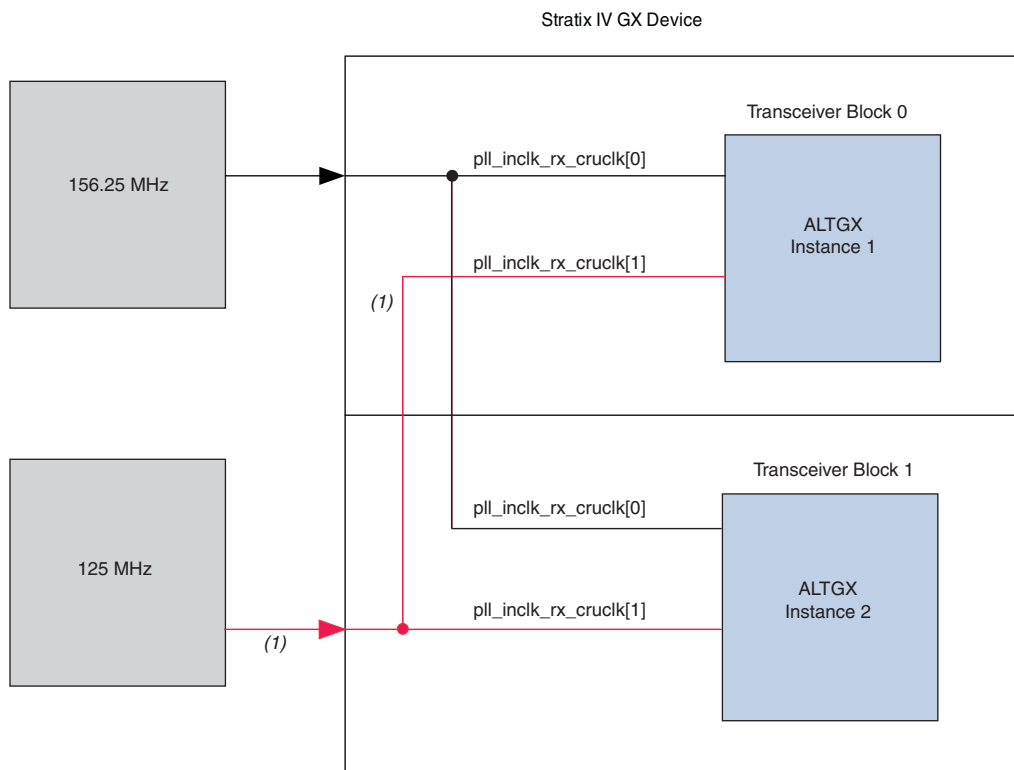 Stratix IV GX Device
Transceiver Block 0
156.25 MHz
pll_inclk_rx_cruclk[0]
ALTGX
Instance 1
pll_inclk_rx_cruclk[1]
(1)
Transceiver Block 1
125 MHz
pll_inclk_rx_cruclk[0]
ALTGX
Instance 2
pll_inclk_rx_cruclk[1]
(1)